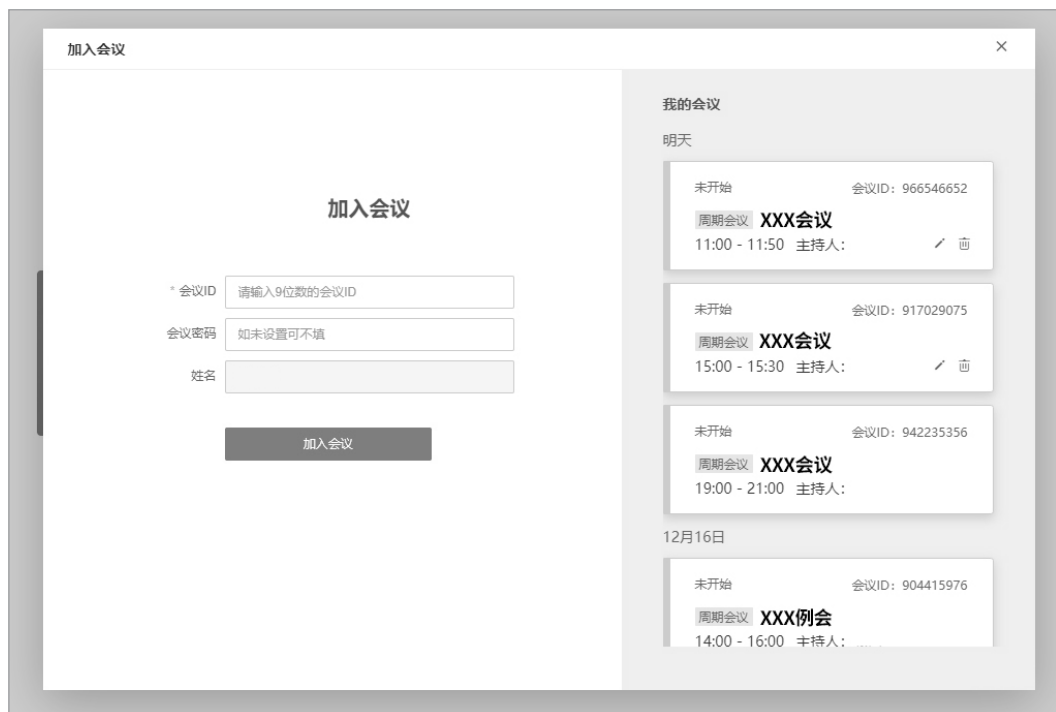 加入会议
加入会议
* 会议ID 请输入9位数的会议ID
会议密码 如未设置可不填
姓名
加入会议
我的会议
明天
未开始 会议ID：966546652
周期会议 XXX会议
11:00 - 11:50 主持人：
未开始 会议ID：917029075
周期会议 XXX会议
15:00 - 15:30 主持人：
未开始 会议ID：942235356
周期会议 XXX会议
19:00 - 21:00 主持人：
12月16日
未开始 会议ID：904415976
周期会议 XXX例会
14:00 - 16:00 主持人：